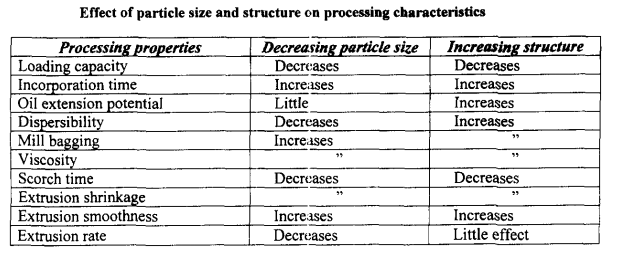 Effect of particle size and structure on processing characteristics
Processing properties Decreasing particle size Increasing structure
Loading capacity Decreases Decreases
Incorporation time Increases Increases
Oil extension potential Little Increases
Dispersibility Decreases Increases
Mill bagging Increases ”
Viscosity ” ”
Scorch time Decreases Decreases
Extrusion shrinkage ” ”
Extrusion smoothness Increases Increases
Extrusion rate Decreases Little effect